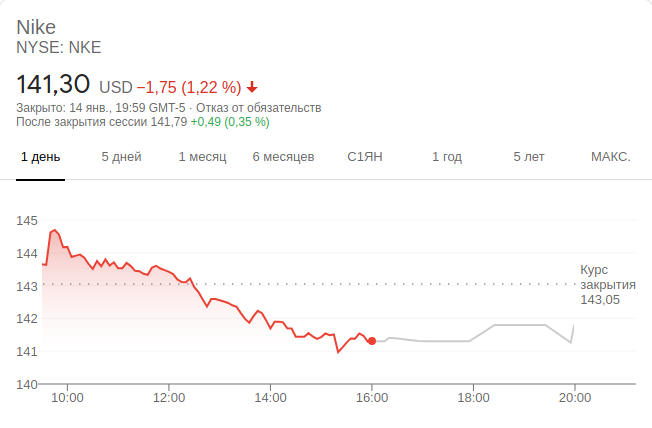 Nike
NYSE: NKE
141,30 USD −1,75 (1,22 %)
Закрыто: 14 янв., 19:59 GMT-5 · Отказ от обязательств
После закрытия сессии 141,79 +0,49 (0,35 %)
1 день 5 дней 1 месяц 6 месяцев С1ЯН 1 год 5 лет МАКС.
145
144
Курс
143 закрытия
143,05
142
141
140
10:00 12:00 14:00 16:00 18:00 20:00